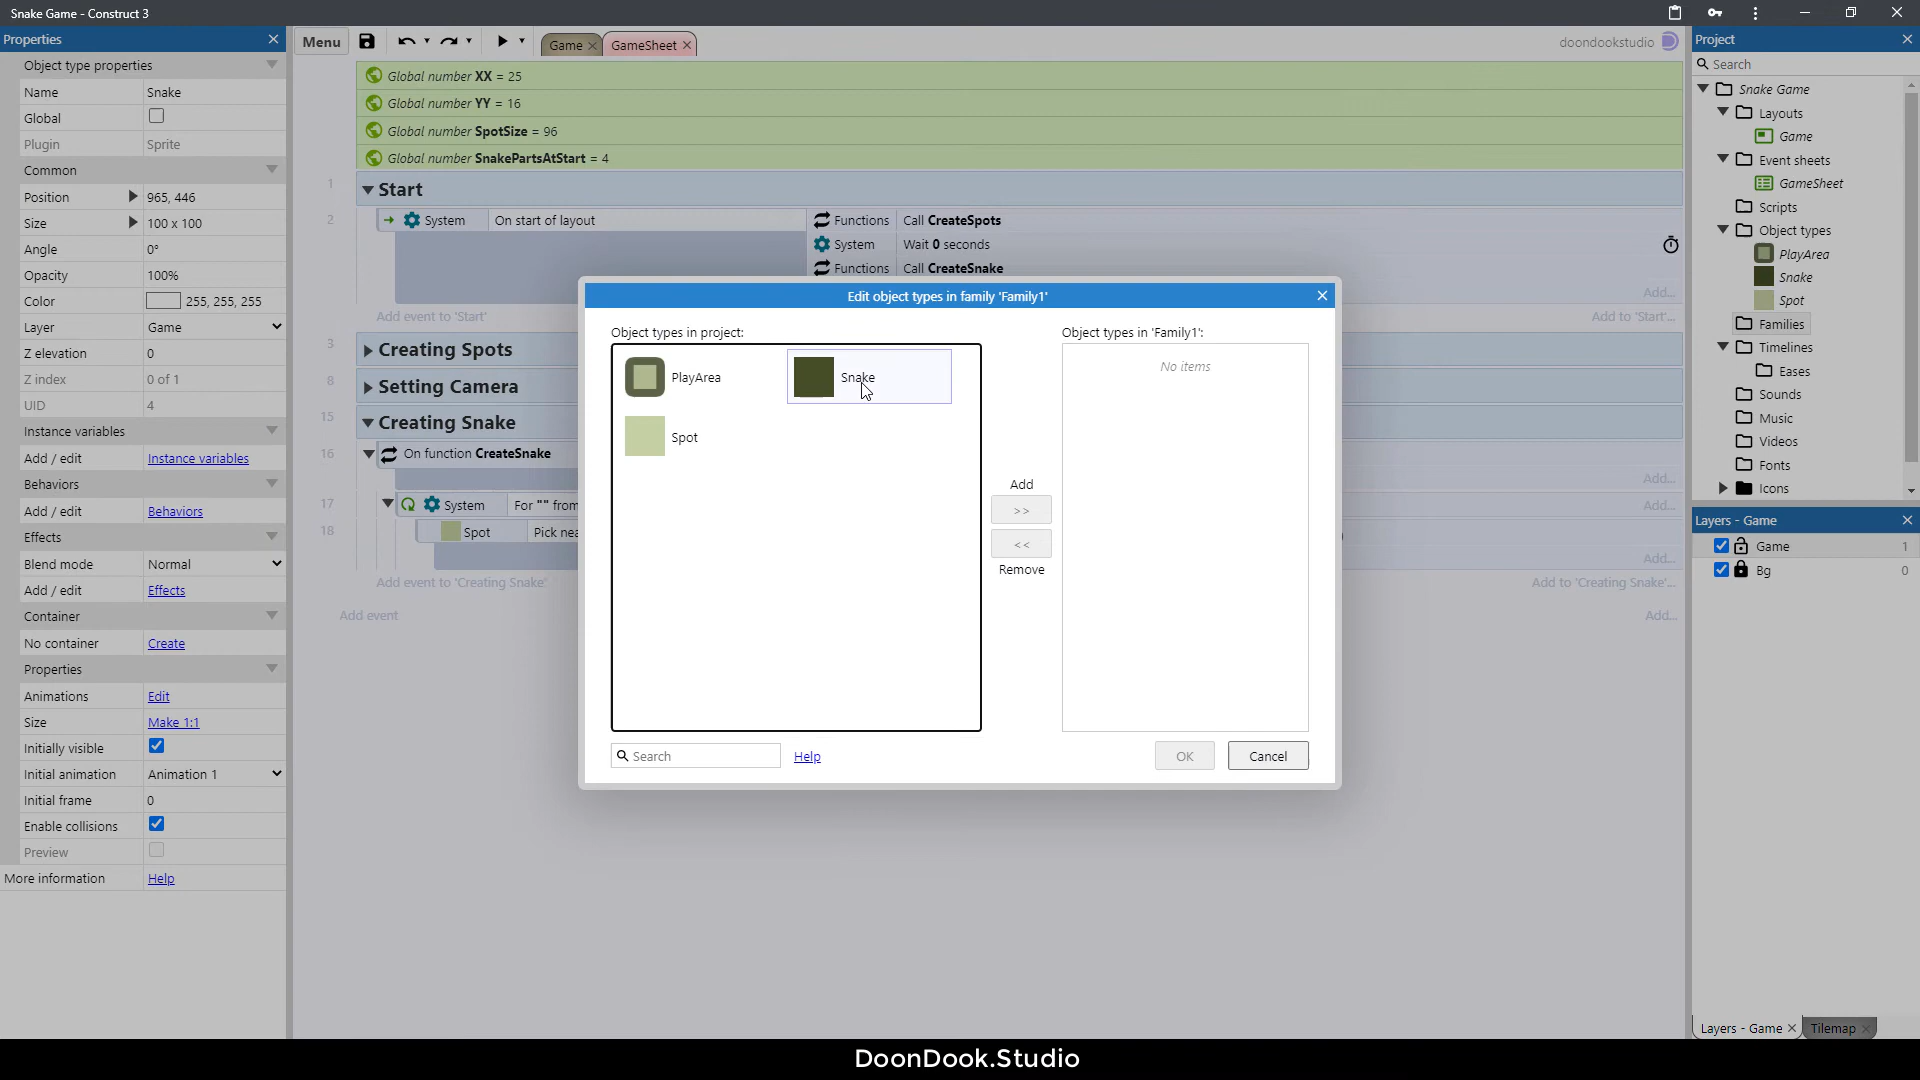 Snake Game - Construct 3
Properties
Object type properties
Name Snake
Global
Plugin Sprite
Common
Position 965, 446
Size 100 x 100
Angle 0°
Opacity 100%
Color 255, 255, 255
Layer Game
Z elevation 0
Z index 0 of 1
UID 4
Instance variables
Add / edit Instance variables
Behaviors
Add / edit Behaviors
Effects
Blend mode Normal
Add / edit Effects
Container
No container Create
Properties
Animations Edit
Size Make 1:1
Initially visible
Initial animation Animation 1
Initial frame 0
Enable collisions
Preview
More information Help
Menu
Game
GameSheet
doondookstudio
Global number XX = 25
Global number YY = 16
Global number SpotSize = 96
Global number SnakePartsAtStart = 4
1 Start
2 System On start of layout
Functions Call CreateSpots
System Wait 0 seconds
Functions Call CreateSnake
Add...
Add event to 'Start'
Add to 'Start'...
3 Creating Spots
8 Setting Camera
15 Creating Snake
16 On function CreateSnake
Add...
17 System For "" from
Add...
18 Spot Pick nea
Add...
Add event to 'Creating Snake'
Add to 'Creating Snake'...
Add event
Add...
Edit object types in family 'Family1'
Object types in project:
PlayArea
Snake
Spot
Add
>>
<<
Remove
Object types in 'Family1':
No items
Search
Help
OK
Cancel
Project
Search
Snake Game
Layouts
Game
Event sheets
GameSheet
Scripts
Object types
PlayArea
Snake
Spot
Families
Timelines
Eases
Sounds
Music
Videos
Fonts
Icons
Layers - Game
Game 1
Bg 0
Layers - Game
Tilemap
DoonDook.Studio